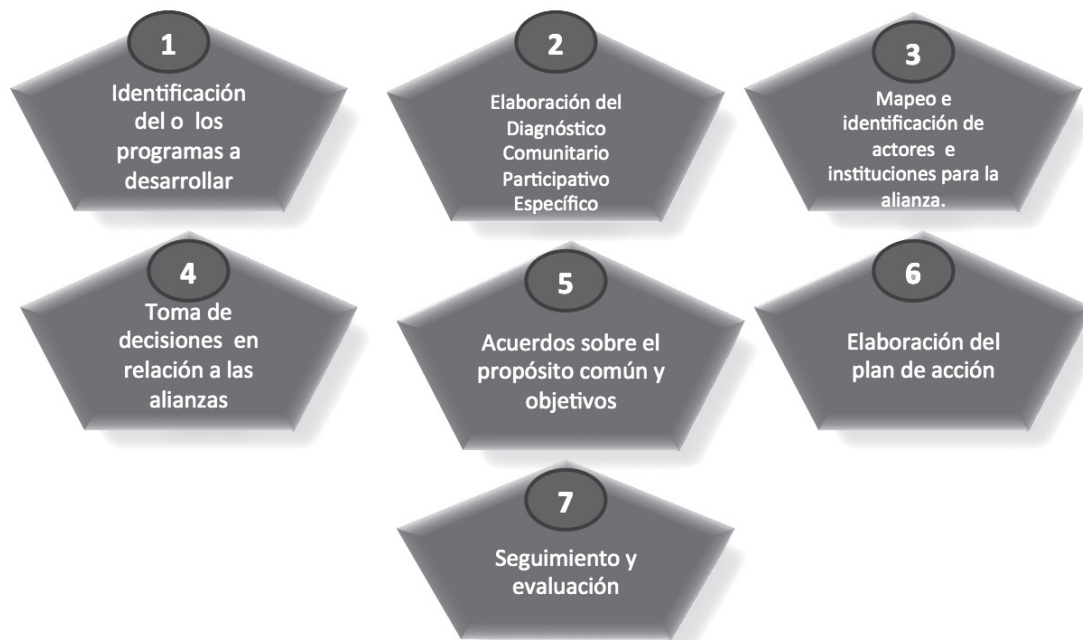 1
Identificación
del o los
programas a
desarrollar
2
Elaboración del
Diagnóstico
Comunitario
Participativo
Específico
3
Mapeo e
identificación de
actores e
instituciones para la
alianza.
4
Toma de
decisiones en
relación a las
alianzas
5
Acuerdos sobre el
propósito común y
objetivos
6
Elaboración del
plan de acción
7
Seguimiento y
evaluación